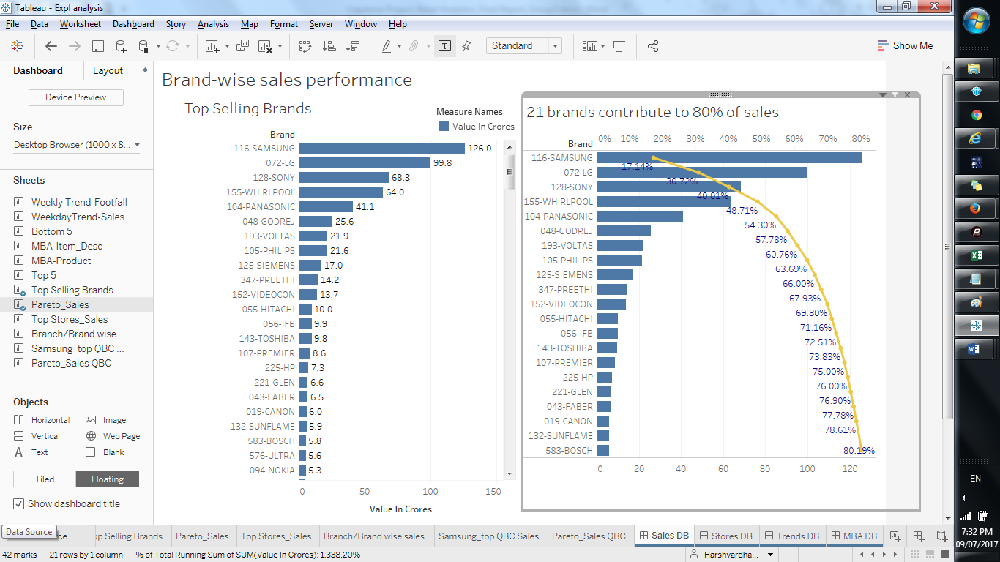 Tableau - Expl analysis
File Data Worksheet Dashboard Story Analysis Map Format Server Window Help
Standard
Show Me
Dashboard Layout
Device Preview
Size
Desktop Browser (1000 x 8...
Sheets
Weekly Trend-Footfall
WeekdayTrend-Sales
Bottom 5
MBA-Item_Desc
MBA-Product
Top 5
Top Selling Brands
Pareto_Sales
Top Stores_Sales
Branch/Brand wise ...
Samsung_top QBC ...
Pareto_Sales QBC
Objects
Horizontal Image
Vertical Web Page
Text Blank
Tiled Floating
Show dashboard title
Brand-wise sales performance
Top Selling Brands
Measure Names
Value In Crores
Brand
116-SAMSUNG 126.0
072-LG 99.8
128-SONY 68.3
155-WHIRLPOOL 64.0
104-PANASONIC 41.1
048-GODREJ 25.6
193-VOLTAS 21.9
105-PHILIPS 21.6
125-SIEMENS 17.0
347-PREETHI 14.2
152-VIDEOCON 13.7
055-HITACHI 10.0
056-IFB 9.9
143-TOSHIBA 9.8
107-PREMIER 8.6
225-HP 7.3
221-GLEN 6.6
043-FABER 6.5
019-CANON 6.0
132-SUNFLAME 5.9
583-BOSCH 5.8
576-ULTRA 5.6
094-NOKIA 5.3
0 50 100 150
Value In Crores
21 brands contribute to 80% of sales
0% 10% 20% 30% 40% 50% 60% 70% 80%
Brand
116-SAMSUNG 17.14%
072-LG 30.72%
128-SONY 40.01%
155-WHIRLPOOL 48.71%
104-PANASONIC 54.30%
048-GODREJ 57.78%
193-VOLTAS 60.76%
105-PHILIPS 63.69%
125-SIEMENS 66.00%
347-PREETHI 67.93%
152-VIDEOCON 69.80%
055-HITACHI 71.16%
056-IFB 72.51%
143-TOSHIBA 73.83%
107-PREMIER 75.00%
225-HP 76.00%
221-GLEN 76.90%
043-FABER 77.78%
019-CANON 78.61%
132-SUNFLAME
583-BOSCH 80.19%
0 20 40 60 80 100 120
Data Source
op Selling Brands Pareto_Sales Top Stores_Sales Branch/Brand wise sales Samsung_top QBC Sales Pareto_Sales QBC Sales DB Stores DB Trends DB MBA DB
42 marks 21 rows by 1 column % of Total Running Sum of SUM(Value In Crores): 1,338.20% Harshvardha...
EN
7:32 PM
09/07/2017